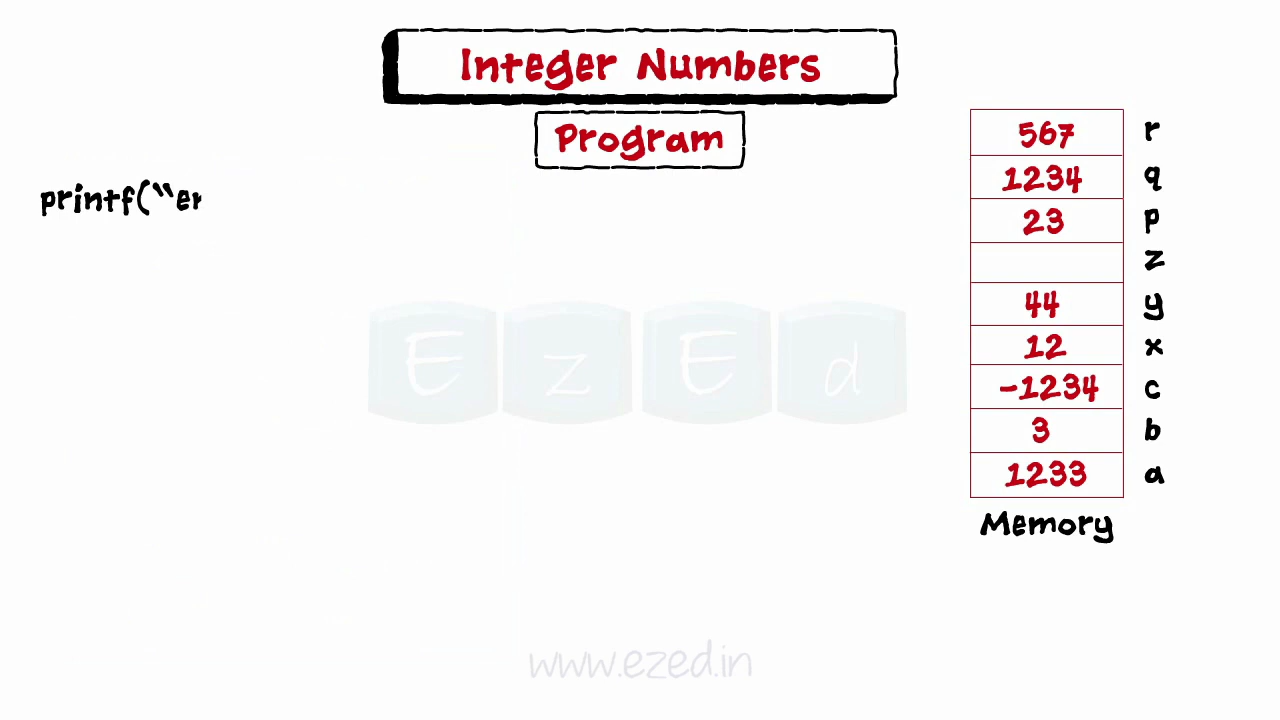 Integer Numbers
Program
printf("er
567 r
1234 q
23 p
z
44 y
12 x
-1234 c
3 b
1233 a
Memory
E z E d
www.ezed.in